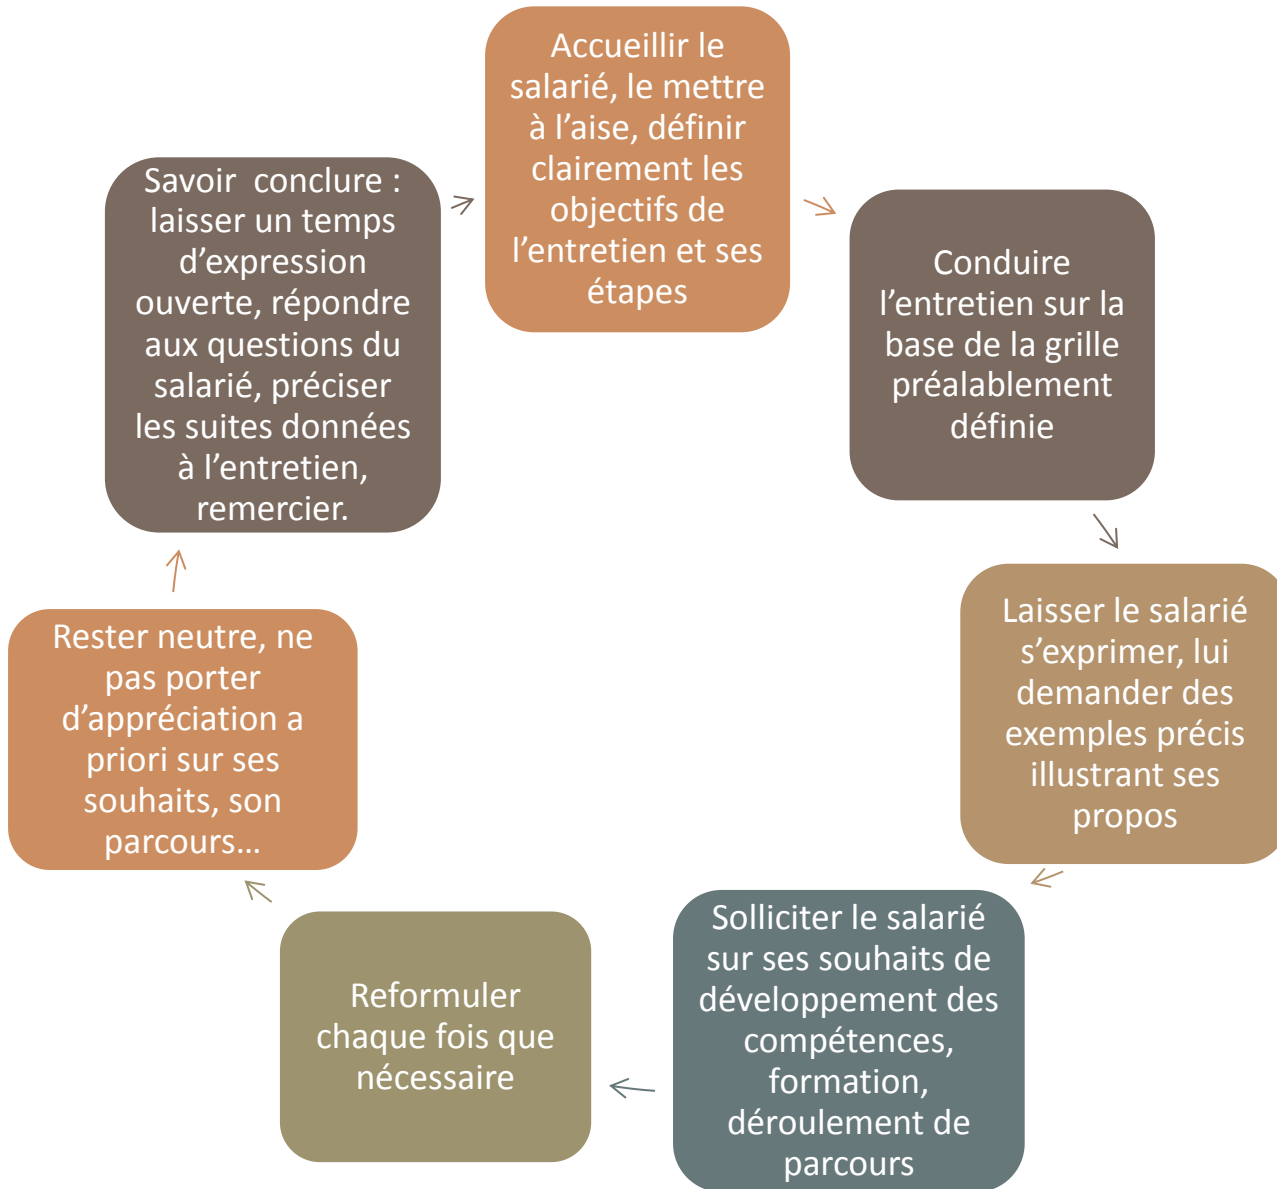 Accueillir le
salarié, le mettre
à l’aise, définir
clairement les
objectifs de
l’entretien et ses
étapes
Conduire
l’entretien sur la
base de la grille
préalablement
définie
Laisser le salarié
s’exprimer, lui
demander des
exemples précis
illustrant ses
propos
Solliciter le salarié
sur ses souhaits de
développement des
compétences,
formation,
déroulement de
parcours
Reformuler
chaque fois que
nécessaire
Rester neutre, ne
pas porter
d’appréciation a
priori sur ses
souhaits, son
parcours…
Savoir  conclure :
laisser un temps
d’expression
ouverte, répondre
aux questions du
salarié, préciser
les suites données
à l’entretien,
remercier.